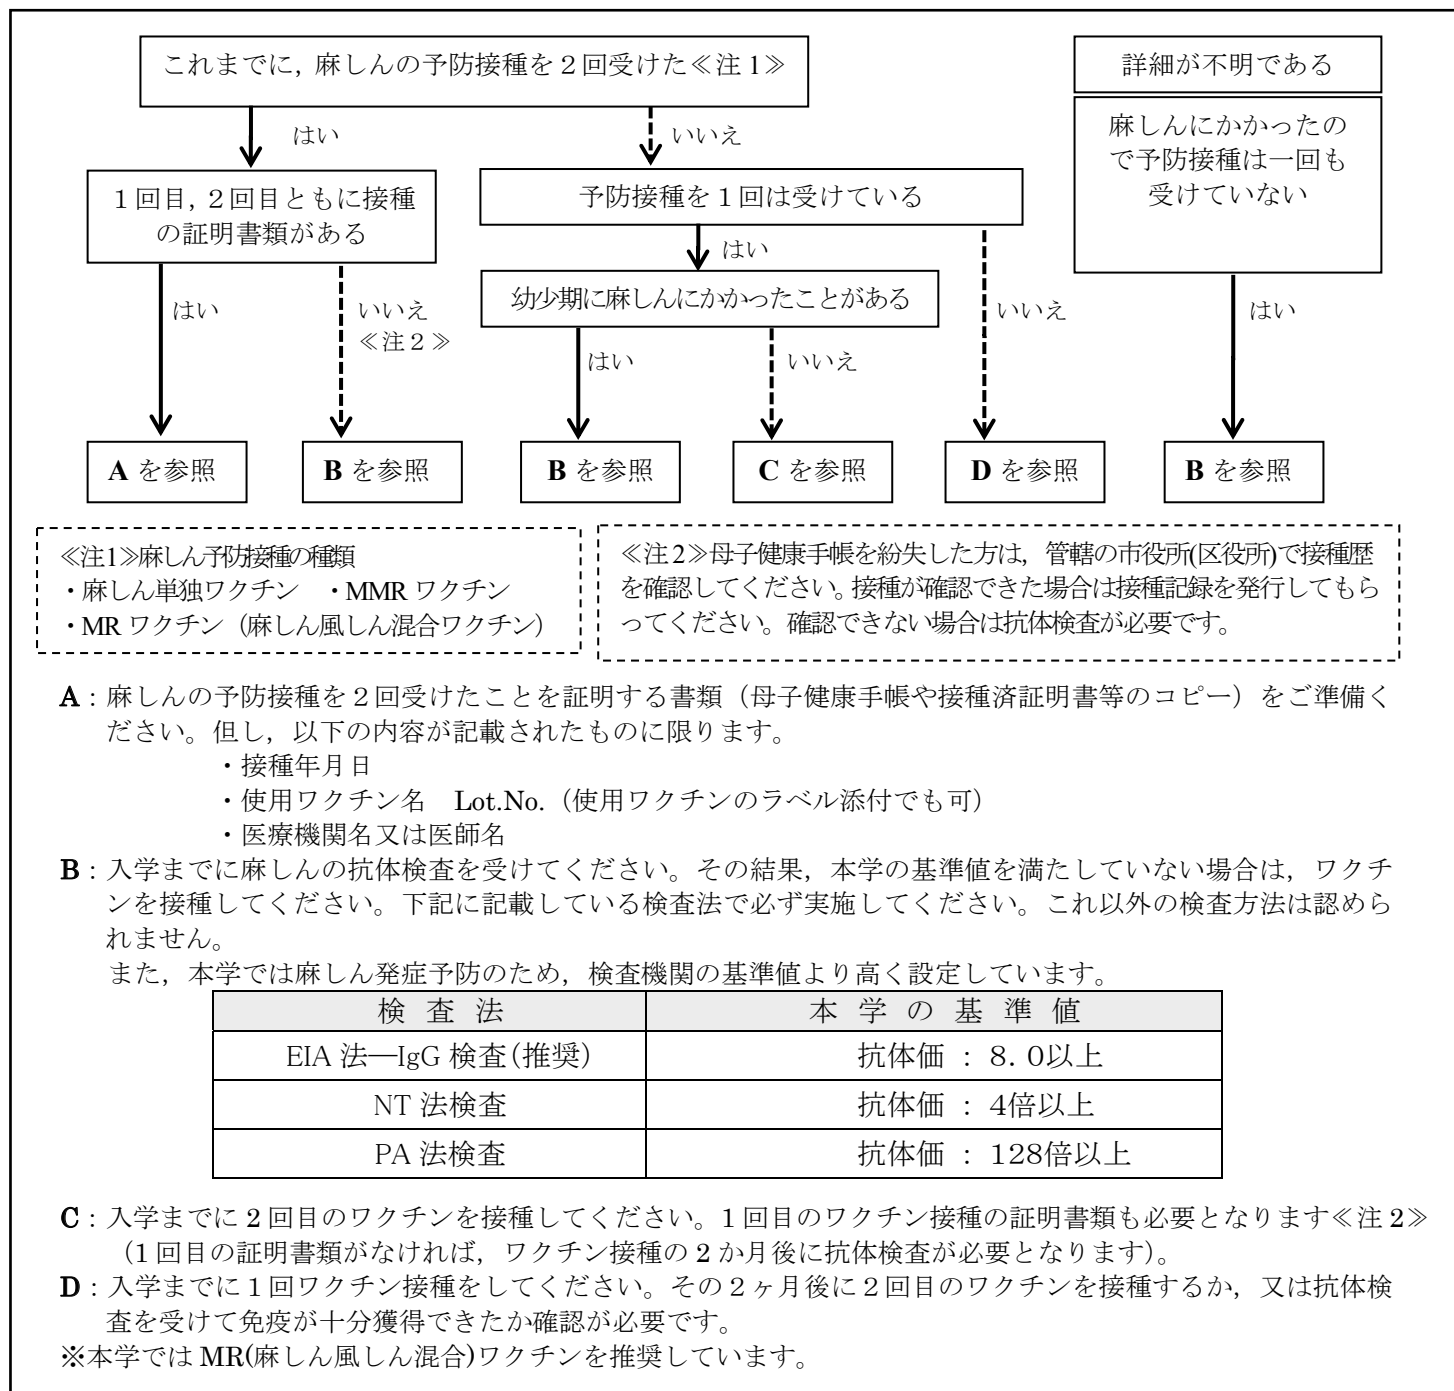 これまでに，麻しんの予防接種を２回受けた≪注1≫
詳細が不明である
麻しんにかかったの
で予防接種は一回も
受けていない
はい
いいえ
１回目，２回目ともに接種
の証明書類がある
予防接種を１回は受けている
はい
幼少期に麻しんにかかったことがある
はい
いいえ
≪注２≫
はい
いいえ
いいえ
はい
A を参照
B を参照
B を参照
C を参照
D を参照
B を参照
≪注1≫麻しん予防接種の種類
・麻しん単独ワクチン　・MMR ワクチン
・MR ワクチン（麻しん風しん混合ワクチン）
≪注2≫母子健康手帳を紛失した方は，管轄の市役所(区役所)で接種歴
を確認してください。接種が確認できた場合は接種記録を発行してもら
ってください。確認できない場合は抗体検査が必要です。
A：麻しんの予防接種を２回受けたことを証明する書類（母子健康手帳や接種済証明書等のコピー）をご準備く
ださい。但し，以下の内容が記載されたものに限ります。
・接種年月日
・使用ワクチン名　Lot.No.（使用ワクチンのラベル添付でも可）
・医療機関名又は医師名
B：入学までに麻しんの抗体検査を受けてください。その結果，本学の基準値を満たしていない場合は，ワクチ
ンを接種してください。下記に記載している検査法で必ず実施してください。これ以外の検査方法は認めら
れません。
また，本学では麻しん発症予防のため，検査機関の基準値より高く設定しています。
検 査 法
本 学 の 基 準 値
EIA 法―IgG 検査(推奨)
抗体価 ： 8．0以上
NT 法検査
抗体価 ： 4倍以上
PA 法検査
抗体価 ： 128倍以上
C：入学までに 2 回目のワクチンを接種してください。1 回目のワクチン接種の証明書類も必要となります≪注 2≫
（1 回目の証明書類がなければ，ワクチン接種の 2 か月後に抗体検査が必要となります）。
D：入学までに１回ワクチン接種をしてください。その２ヶ月後に２回目のワクチンを接種するか，又は抗体検
査を受けて免疫が十分獲得できたか確認が必要です。
※本学では MR(麻しん風しん混合)ワクチンを推奨しています。